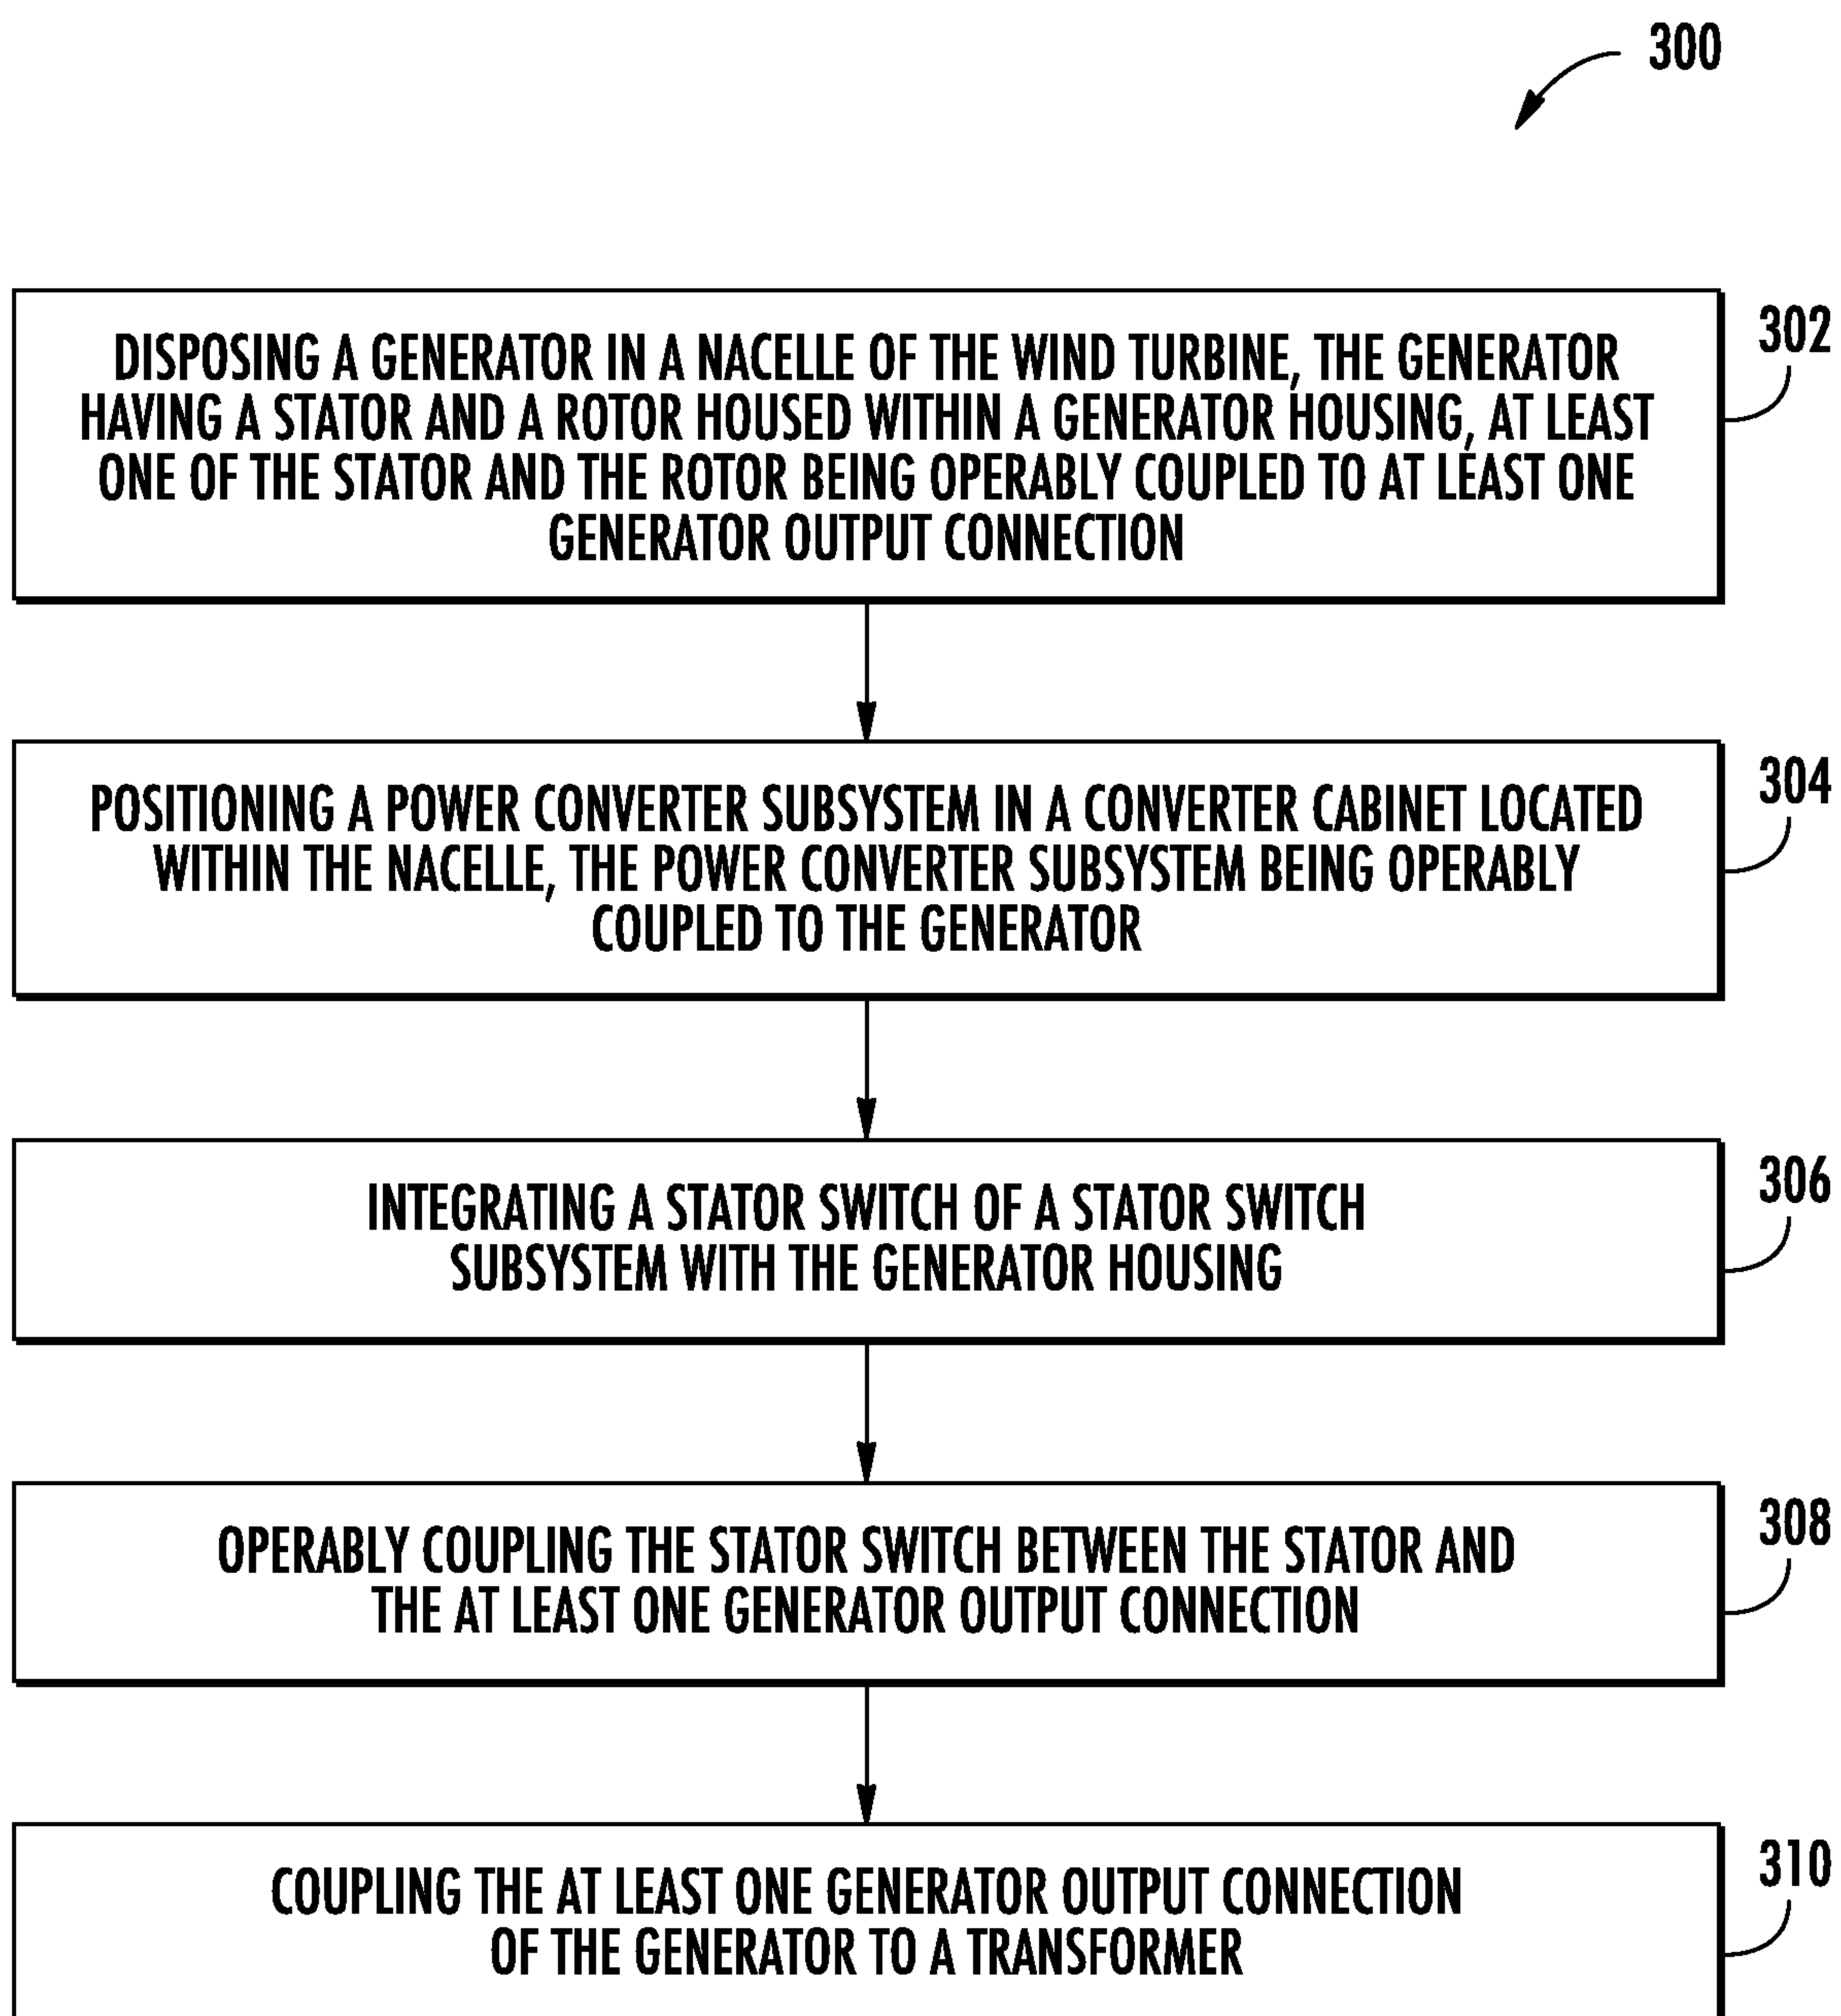 300
DISPOSING A GENERATOR IN A NACELLE OF THE WIND TURBINE, THE GENERATOR
HAVING A STATOR AND A ROTOR HOUSED WITHIN A GENERATOR HOUSING, AT LEAST
ONE OF THE STATOR AND THE ROTOR BEING OPERABLY COUPLED TO AT LEAST ONE
GENERATOR OUTPUT CONNECTION
302
POSITIONING A POWER CONVERTER SUBSYSTEM IN A CONVERTER CABINET LOCATED
WITHIN THE NACELLE, THE POWER CONVERTER SUBSYSTEM BEING OPERABLY
COUPLED TO THE GENERATOR
304
INTEGRATING A STATOR SWITCH OF A STATOR SWITCH
SUBSYSTEM WITH THE GENERATOR HOUSING
306
OPERABLY COUPLING THE STATOR SWITCH BETWEEN THE STATOR AND
THE AT LEAST ONE GENERATOR OUTPUT CONNECTION
308
COUPLING THE AT LEAST ONE GENERATOR OUTPUT CONNECTION
OF THE GENERATOR TO A TRANSFORMER
310